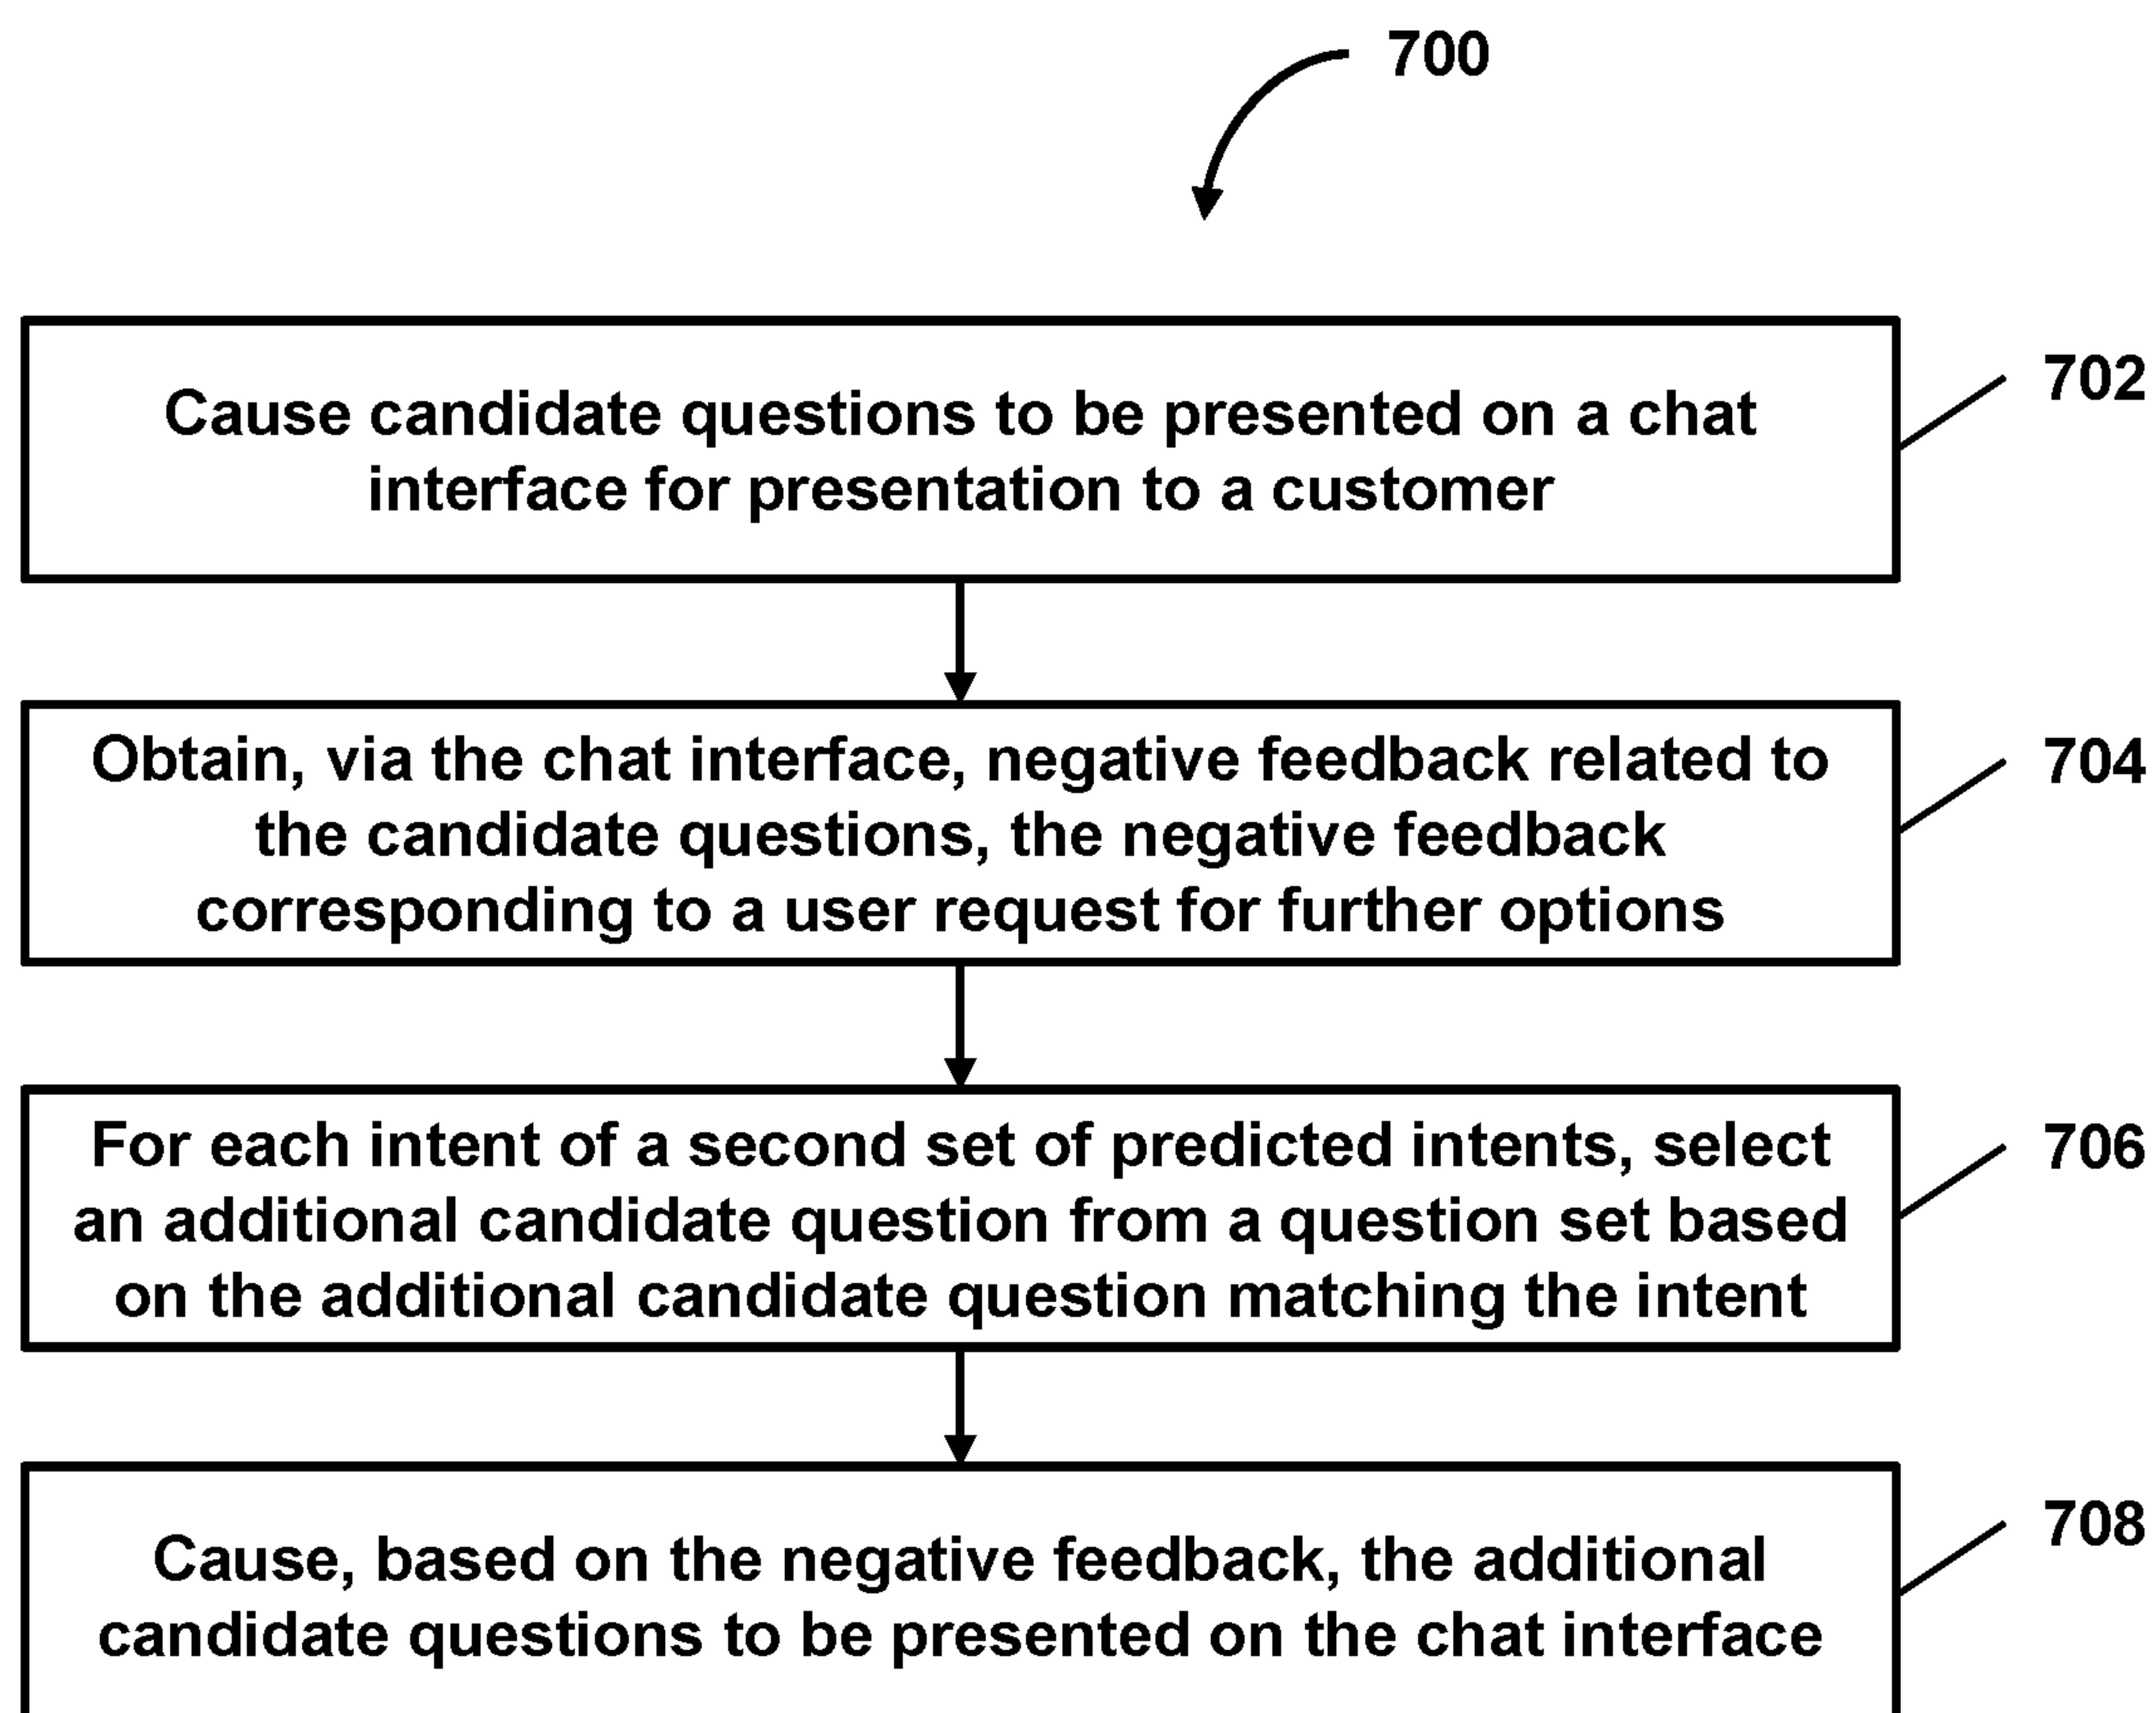 700
Cause candidate questions to be presented on a chat
interface for presentation to a customer
702
Obtain, via the chat interface, negative feedback related to
the candidate questions, the negative feedback
corresponding to a user request for further options
704
For each intent of a second set of predicted intents, select
an additional candidate question from a question set based
on the additional candidate question matching the intent
706
Cause, based on the negative feedback, the additional
candidate questions to be presented on the chat interface
708